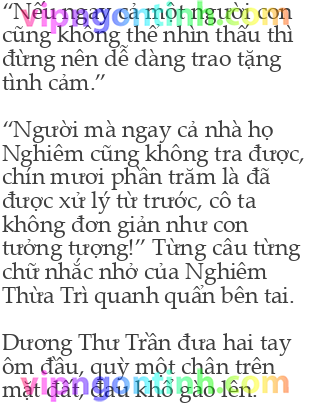 “Nếu ngay cả một người con
cũng không thể nhìn thấu thì
đừng nên dễ dàng trao tặng
tình cảm.”
“Người mà ngay cả nhà họ
Nghiêm cũng không tra được,
chín mươi phần trăm là đã
được xử lý từ trước, cô ta
không đơn giản như con
tưởng tượng!” Từng câu từng
chữ nhắc nhở của Nghiêm
Thừa Trì quanh quẩn bên tai.
Dương Thư Trần đưa hai tay
ôm đầu, quỳ một chân trên
mặt đất, đau khổ gào lên.
vipngontinh.com
vipngontinh.com